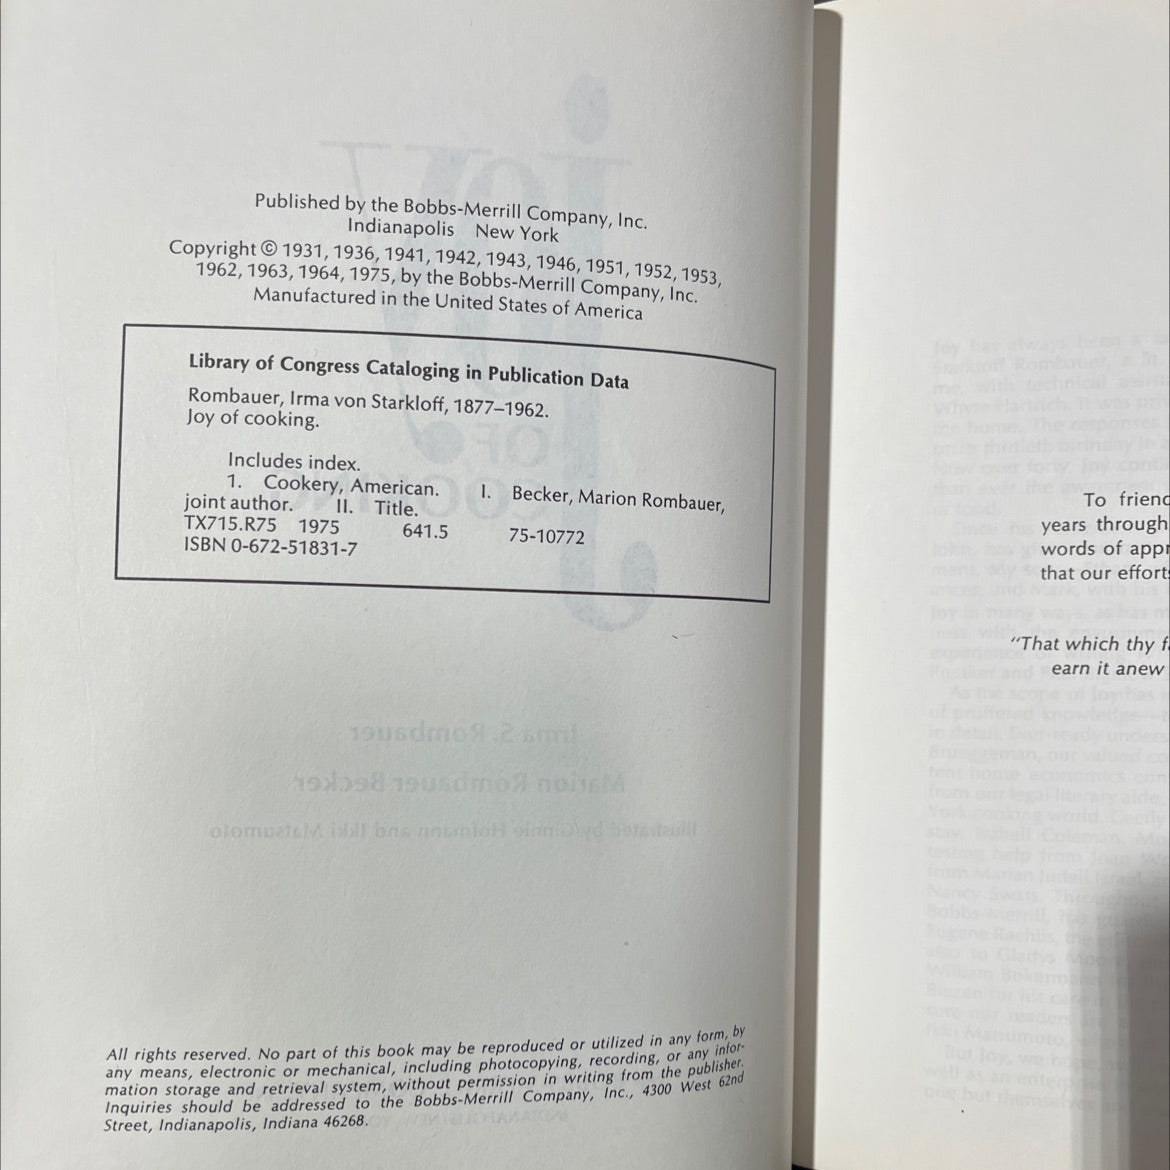 Published by the Bobbs-Merrill Company, Inc.
Indianapolis New York
Copyright © 1931, 1936, 1941, 1942, 1943, 1946, 1951, 1952, 1953,
1962, 1963, 1964, 1975, by the Bobbs-Merrill Company, Inc.
Manufactured in the United States of America
Library of Congress Cataloging in Publication Data
Rombauer, Irma von Starkloff, 1877–1962.
Joy of cooking.
Includes index.
1. Cookery, American. I. Becker, Marion Rombauer,
joint author. II. Title.
TX715.R75 1975 641.5 75-10772
ISBN 0-672-51831-7
All rights reserved. No part of this book may be reproduced or utilized in any form, by
any means, electronic or mechanical, including photocopying, recording, or any infor-
mation storage and retrieval system, without permission in writing from the publisher.
Inquiries should be addressed to the Bobbs-Merrill Company, Inc., 4300 West 62nd
Street, Indianapolis, Indiana 46268.
To friend
years through
words of appr
that our efforts
"That which thy fa
earn it anew